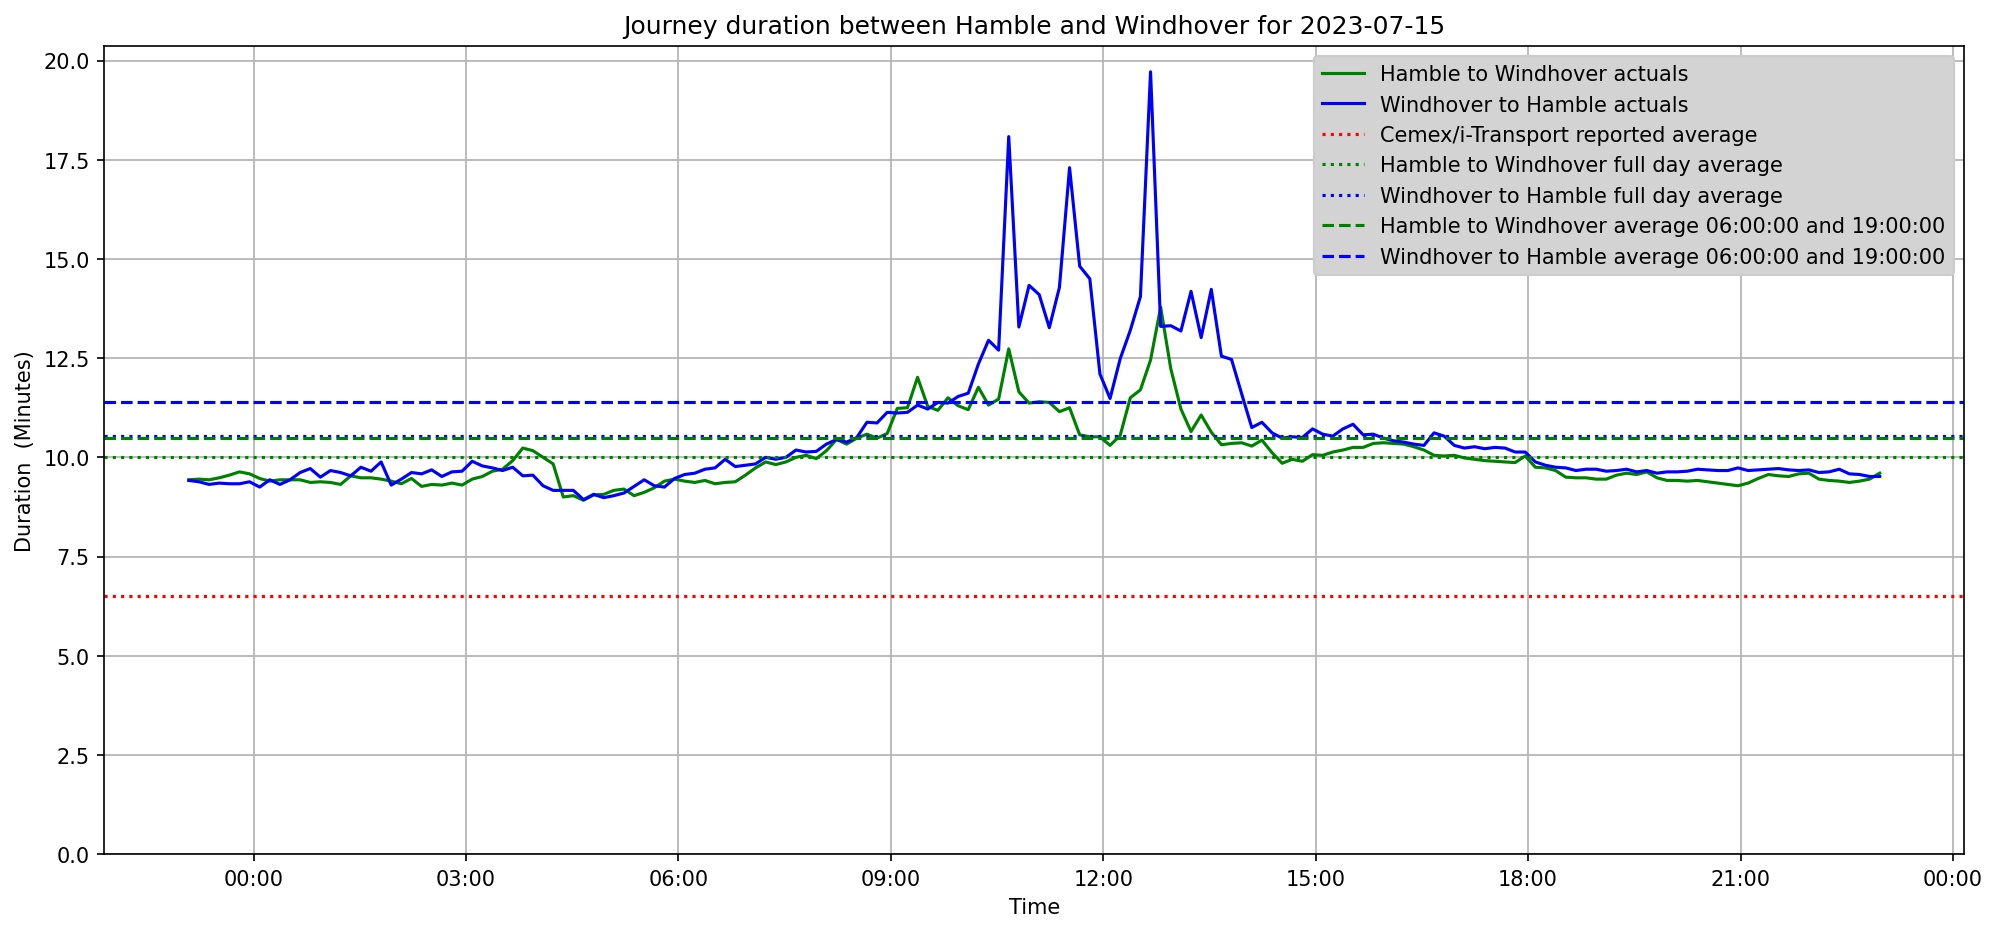 Journey duration between Hamble and Windhover for 2023-07-15
Hamble to Windhover actuals
Windhover to Hamble actuals
Cemex/i-Transport reported average
Hamble to Windhover full day average
Windhover to Hamble full day average
Hamble to Windhover average 06:00:00 and 19:00:00
Windhover to Hamble average 06:00:00 and 19:00:00
Duration (Minutes)
20.0
17.5
15.0
12.5
10.0
7.5
5.0
2.5
0.0
00:00 03:00 06:00 09:00 12:00 15:00 18:00 21:00 00:00
Time